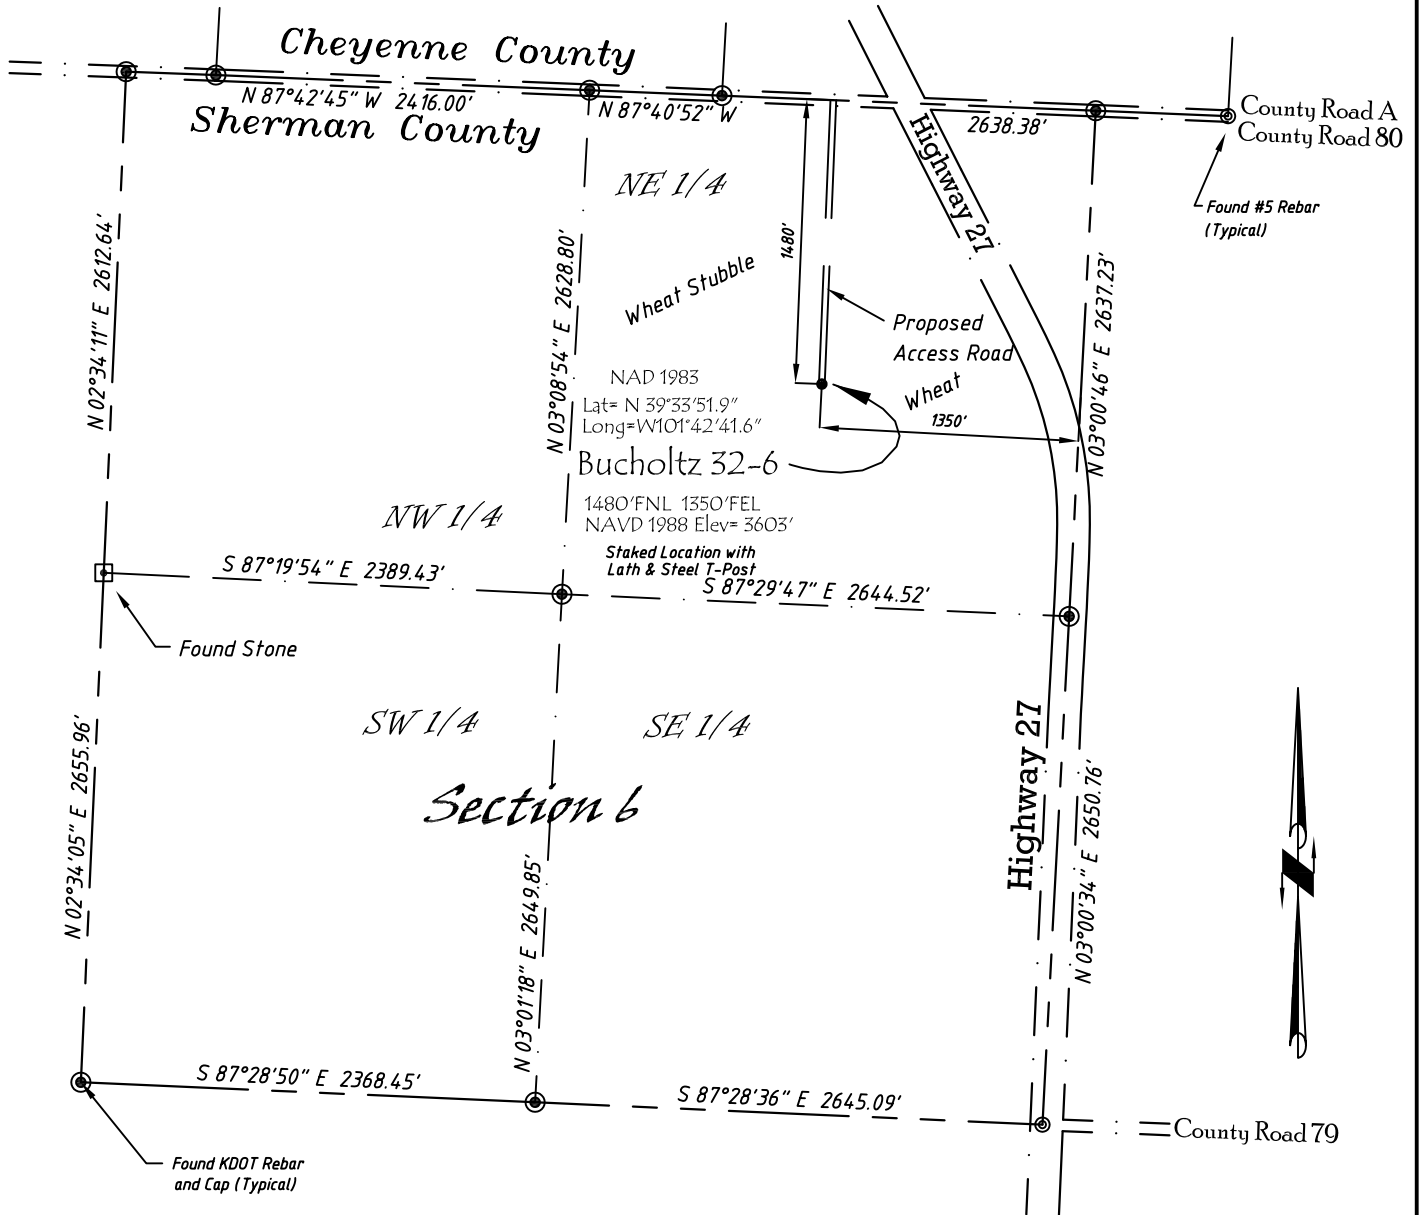 Cheyenne County
N 87°42'45" W 2416.00'
N 87°40'52" W
2638.38'
County Road A
County Road 80
Sherman County
Highway 27
NE 1/4
Found #5 Rebar
(Typical)
N 02°34'11" E 2612.64'
N 03°08'54" E 2628.80'
1480'
N 03°00'46" E 2637.23'
Wheat Stubble
Proposed
Access Road
Wheat
1350'
NAD 1983
Lat= N 39°33'51.9"
Long=W101°42'41.6"
Bucholtz 32-6
1480'FNL 1350'FEL
NAVD 1988 Elev= 3603'
Staked Location with
Lath & Steel T-Post
NW 1/4
S 87°19'54" E 2389.43'
S 87°29'47" E 2644.52'
Found Stone
SW 1/4
SE 1/4
Section 6
N 02°34'05" E 2655.96'
N 03°01'18" E 2649.85'
Highway 27
N 03°00'34" E 2650.76'
S 87°28'50" E 2368.45'
S 87°28'36" E 2645.09'
County Road 79
Found KDOT Rebar
and Cap (Typical)